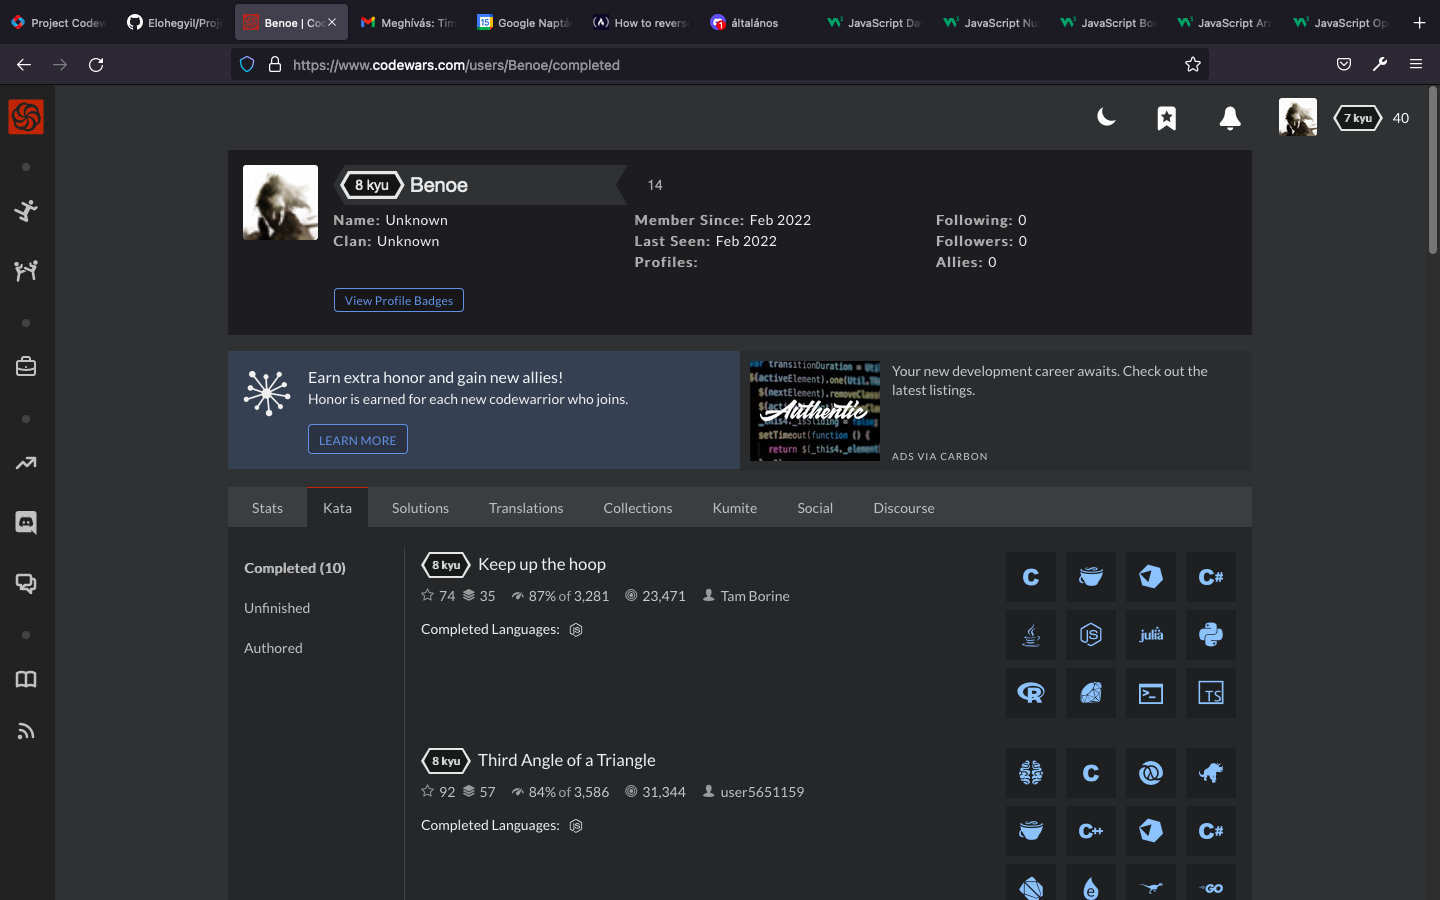 Project Codew
Elohegyil/Proj
Benoe | Co
Meghívás: Tim
Google Naptá
How to revers
általános
JavaScript Da
JavaScript Nu
JavaScript Boo
JavaScript Arr
JavaScript Op
https://www.codewars.com/users/Benoe/completed
7 kyu 40
8 kyu Benoe 14
Name: Unknown
Clan: Unknown
Member Since: Feb 2022
Last Seen: Feb 2022
Profiles:
Following: 0
Followers: 0
Allies: 0
View Profile Badges
Earn extra honor and gain new allies!
Honor is earned for each new codewarrior who joins.
LEARN MORE
var transitionDuration = Uti
$(activeElement).one(Util.TR
$(nextElement).removeClass
Authentic
setTimeout(function () {
return $(_this4._element
Your new development career awaits. Check out the
latest listings.
ADS VIA CARBON
Stats Kata Solutions Translations Collections Kumite Social Discourse
Completed (10)
Unfinished
Authored
8 kyu Keep up the hoop
74 35 87% of 3,281 23,471 Tam Borine
Completed Languages: JS
C C#
JS julia
R >_ TS
8 kyu Third Angle of a Triangle
92 57 84% of 3,586 31,344 user5651159
Completed Languages: JS
C
C++ C#
e GO